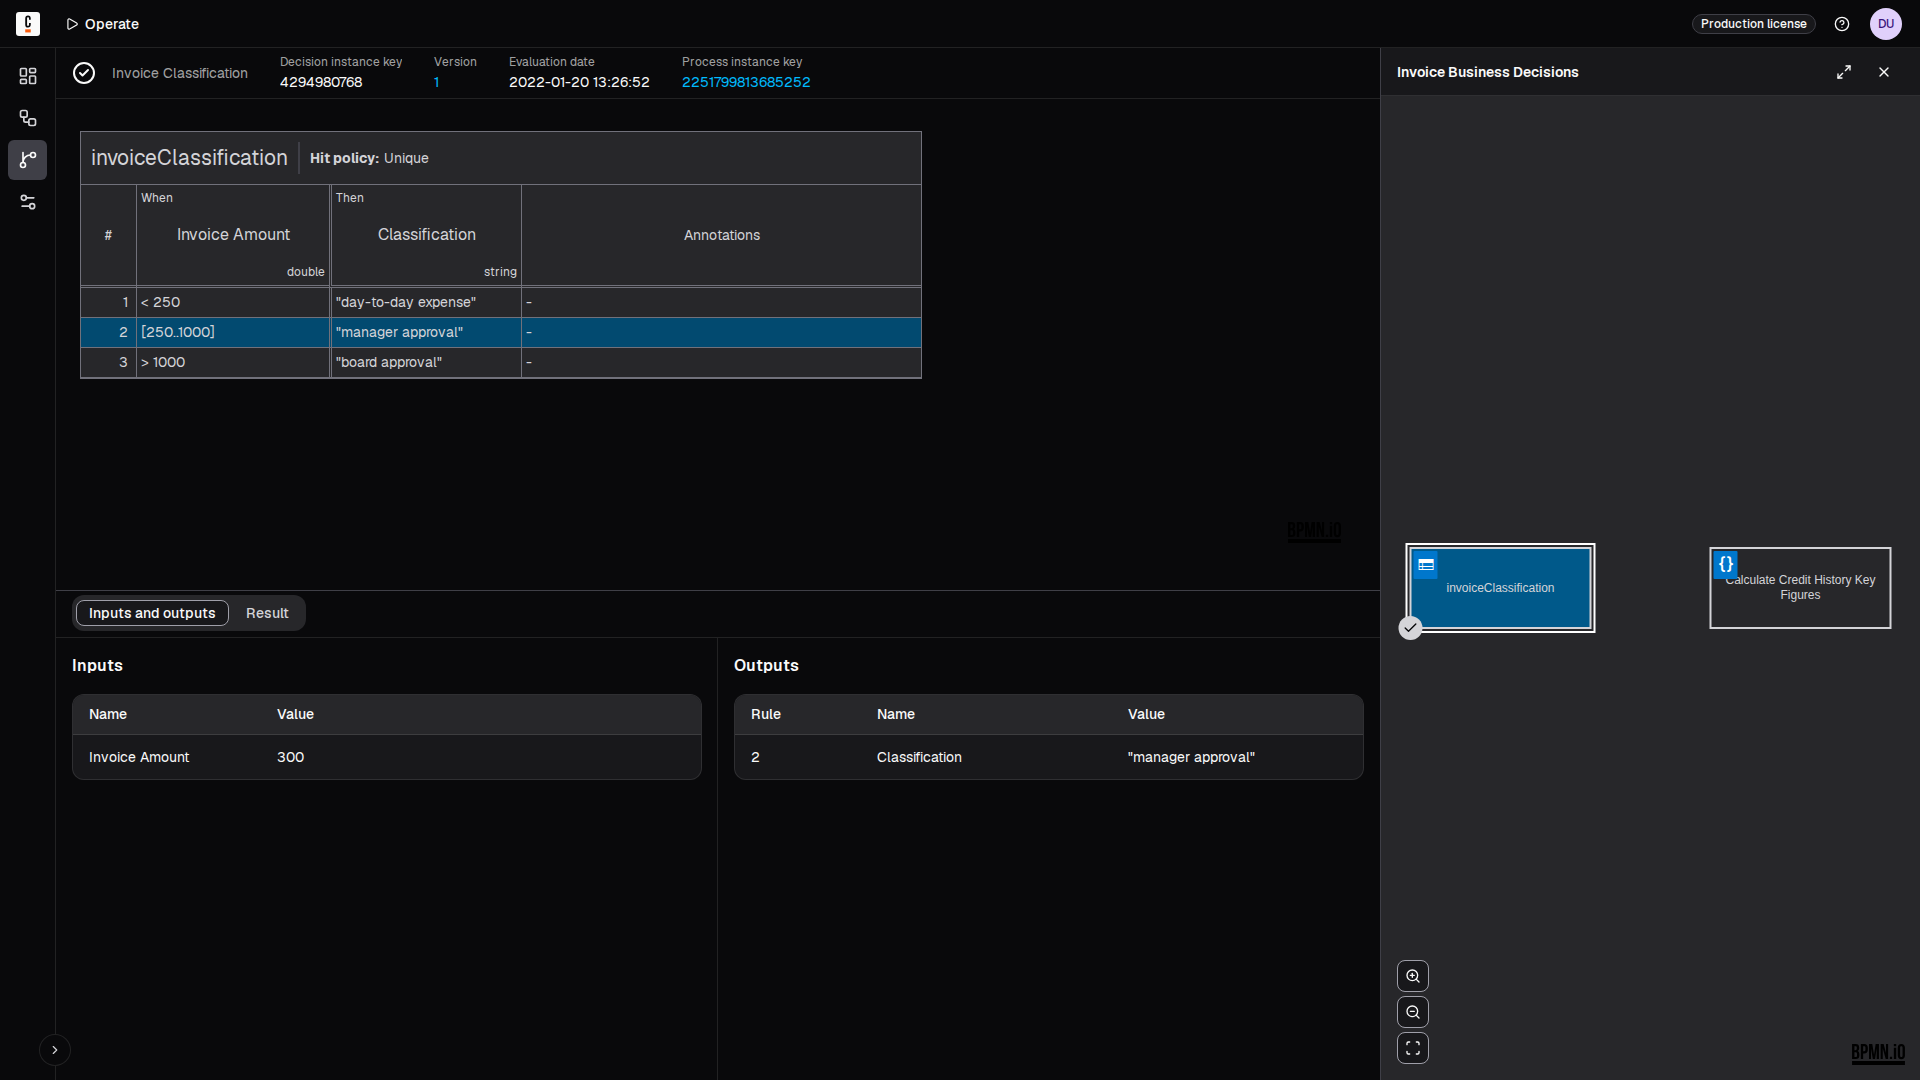 C
Operate
Production license
DU
Invoice Classification
Decision instance key
4294980768
Version
1
Evaluation date
2022-01-20 13:26:52
Process instance key
2251799813685252
Invoice Business Decisions
invoiceClassification
Hit policy: Unique
#
When
Invoice Amount
double
Then
Classification
string
Annotations
1 < 250 "day-to-day expense" -
2 [250..1000] "manager approval" -
3 > 1000 "board approval" -
BPMN.iO
Inputs and outputs
Result
Inputs
Name Value
Invoice Amount 300
Outputs
Rule Name Value
2 Classification "manager approval"
invoiceClassification
{}
Calculate Credit History Key
Figures
BPMN.iO